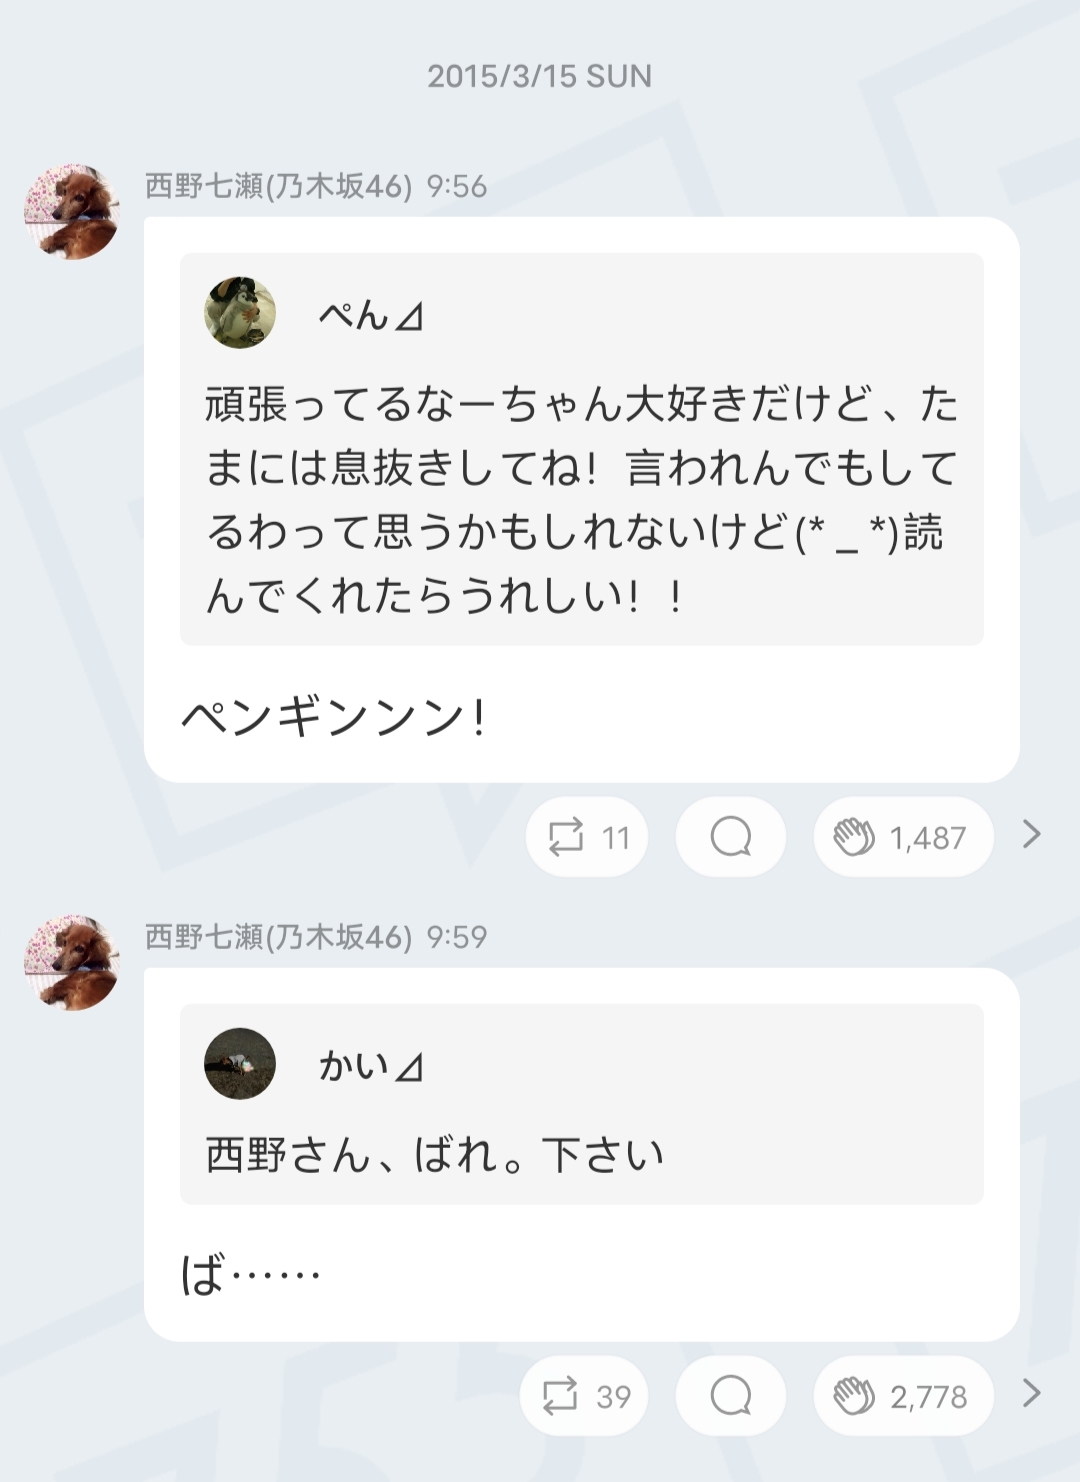 2015/3/15 SUN
西野七瀬(乃木坂46) 9:56
ぺん⊿
頑張ってるなーちゃん大好きだけど、た
まには息抜きしてね！言われんでもして
るわって思うかもしれないけど(* _ *)読
んでくれたらうれしい！！
ペンギンンン！
11
1,487
西野七瀬(乃木坂46) 9:59
かい⊿
西野さん、ばれ。下さい
ば……
39
2,778